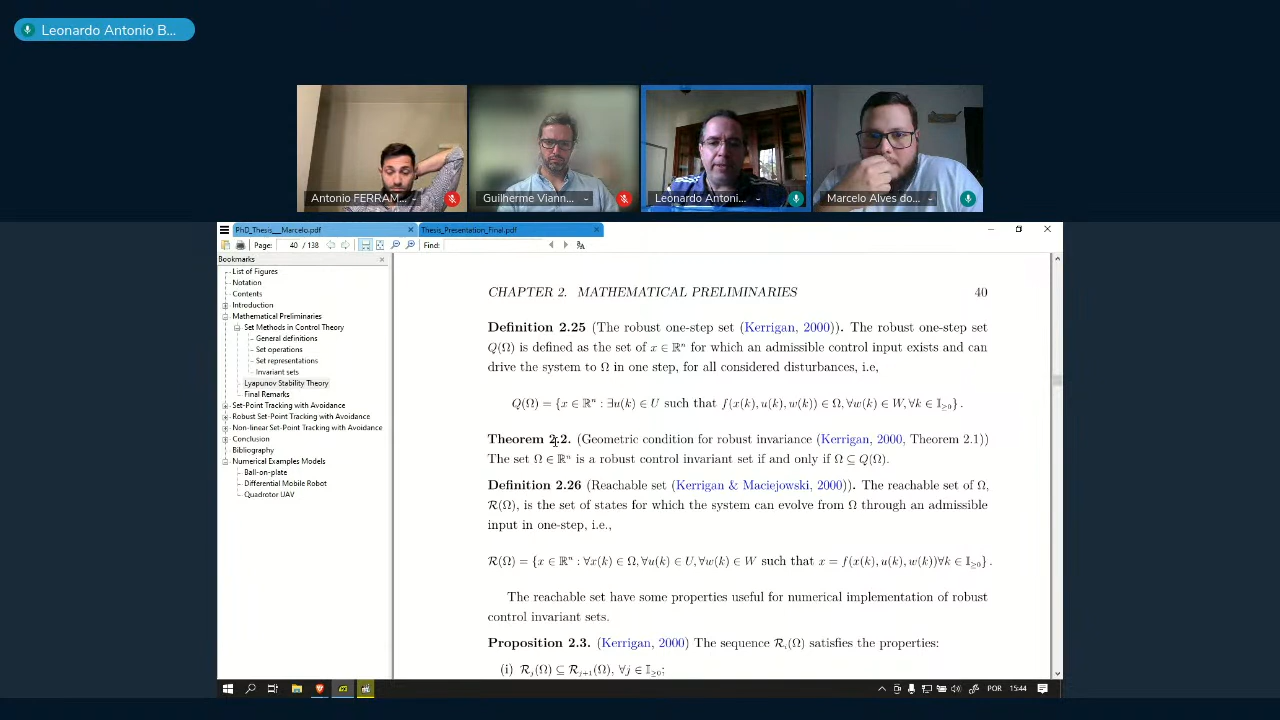 Leonardo Antonio B...
Antonio FERRAM...
Guilherme Viann...
Leonardo Antoni...
Marcelo Alves do...
PhD_Thesis___Marcelo.pdf
Thesis_Presentation_Final.pdf
Page: 40 / 138
Find:
Bookmarks
List of Figures
Notation
Contents
Introduction
Mathematical Preliminaries
Set Methods in Control Theory
General definitions
Set operations
Set representations
Invariant sets
Lyapunov Stability Theory
Final Remarks
Set-Point Tracking with Avoidance
Robust Set-Point Tracking with Avoidance
Non-linear Set-Point Tracking with Avoidance
Conclusion
Bibliography
Numerical Examples Models
Ball-on-plate
Differential Mobile Robot
Quadrotor UAV
CHAPTER 2. MATHEMATICAL PRELIMINARIES 40
Definition 2.25 (The robust one-step set (Kerrigan, 2000)). The robust one-step set
Q(Ω) is defined as the set of x ∈ ℝⁿ for which an admissible control input exists and can
drive the system to Ω in one step, for all considered disturbances, i.e,
Q(Ω) = {x ∈ ℝⁿ : ∃u(k) ∈ U such that f(x(k), u(k), w(k)) ∈ Ω, ∀w(k) ∈ W, ∀k ∈ 𝕀≥0} .
Theorem 2.2. (Geometric condition for robust invariance (Kerrigan, 2000, Theorem 2.1))
The set Ω ∈ ℝⁿ is a robust control invariant set if and only if Ω ⊆ Q(Ω).
Definition 2.26 (Reachable set (Kerrigan & Maciejowski, 2000)). The reachable set of Ω,
ℛ(Ω), is the set of states for which the system can evolve from Ω through an admissible
input in one-step, i.e.,
ℛ(Ω) = {x ∈ ℝⁿ : ∀x(k) ∈ Ω, ∀u(k) ∈ U, ∀w(k) ∈ W such that x = f(x(k), u(k), w(k))∀k ∈ 𝕀≥0} .
The reachable set have some properties useful for numerical implementation of robust
control invariant sets.
Proposition 2.3. (Kerrigan, 2000) The sequence ℛᵢ(Ω) satisfies the properties:
(i) ℛⱼ(Ω) ⊆ ℛⱼ₊₁(Ω), ∀j ∈ 𝕀≥0;
POR 15:44